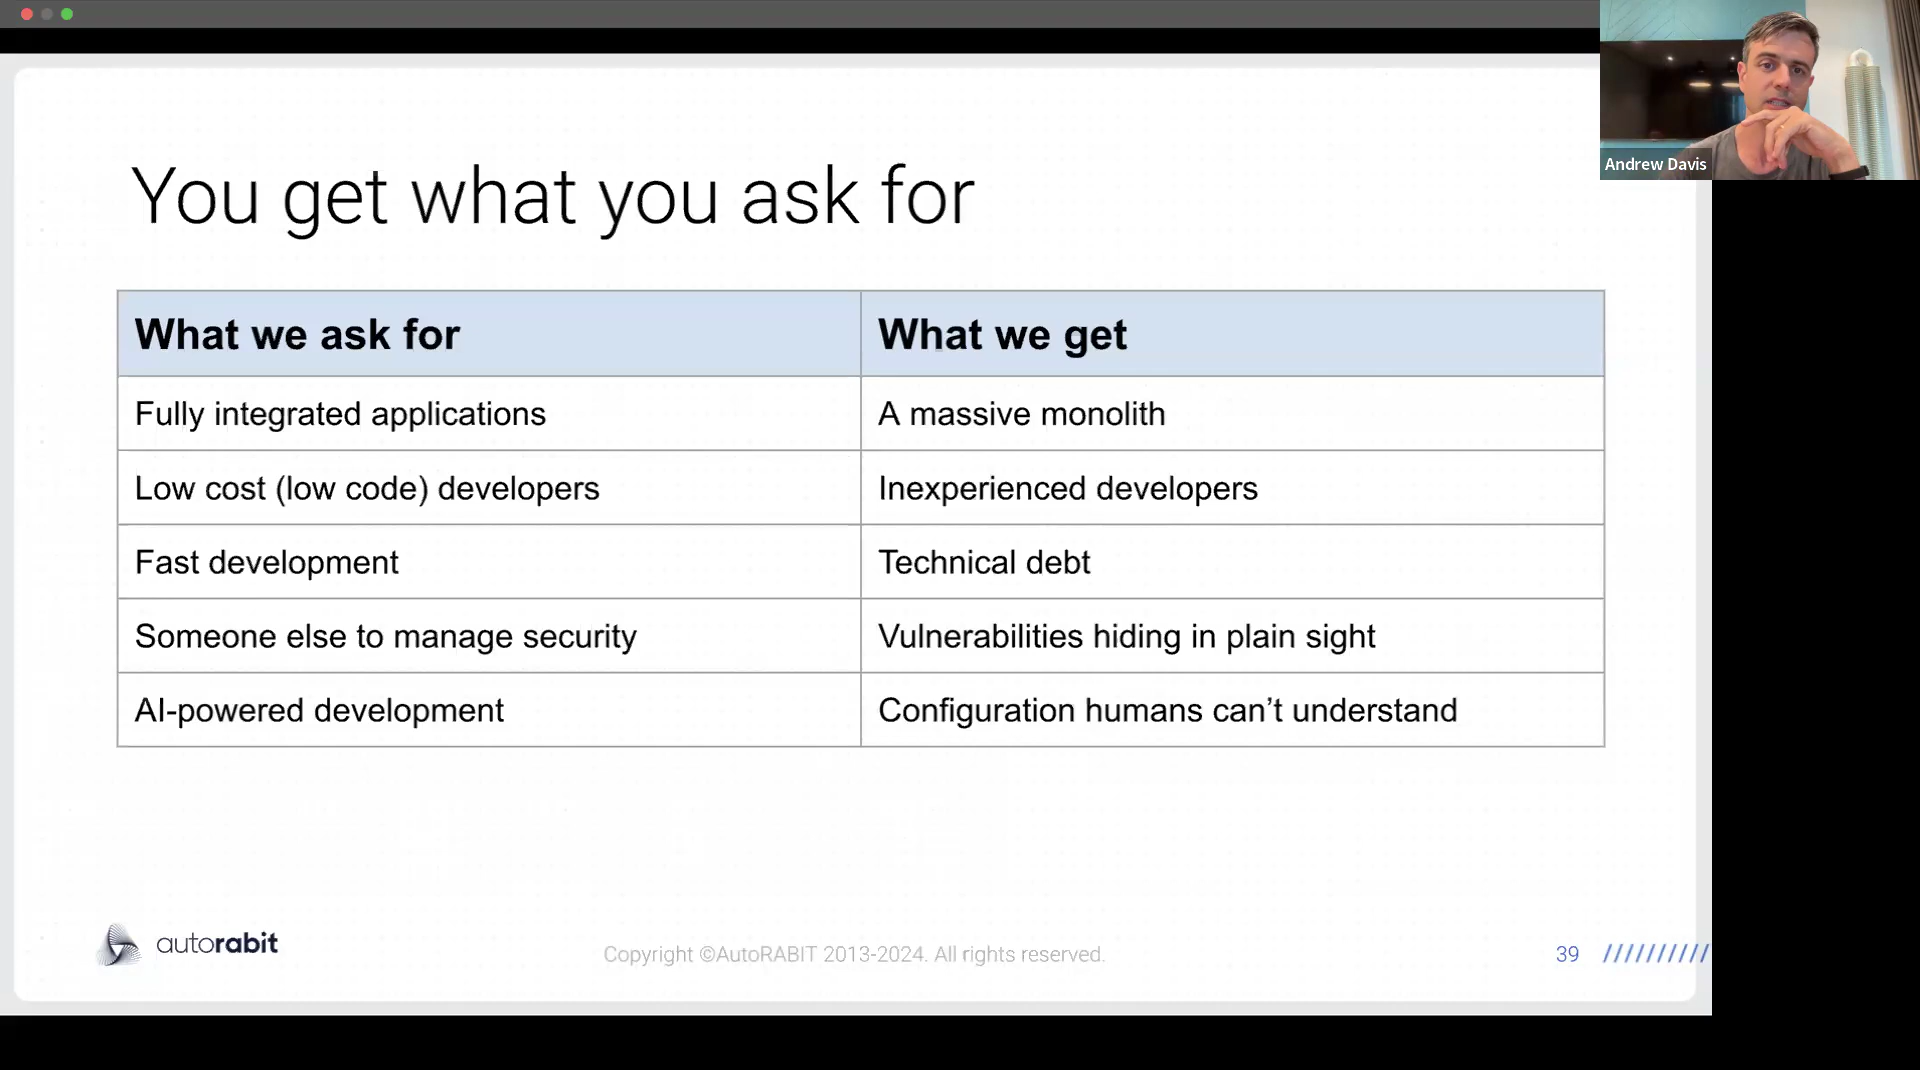 Andrew Davis
You get what you ask for
What we ask for
What we get
Fully integrated applications
A massive monolith
Low cost (low code) developers
Inexperienced developers
Fast development
Technical debt
Someone else to manage security
Vulnerabilities hiding in plain sight
AI-powered development
Configuration humans can’t understand
autorabit
Copyright ©AutoRABIT 2013-2024. All rights reserved.
39